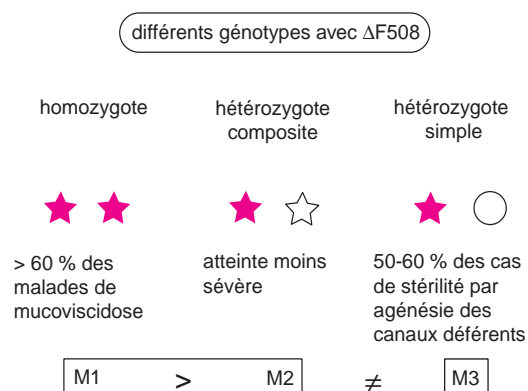 différents génotypes avec ΔF508
homozygote
hétérozygote
composite
hétérozygote
simple
> 60 % des
malades de
mucoviscidose
atteinte moins
sévère
50-60 % des cas
de stérilité par
agénésie des
canaux déférents
M1 > M2 ≠ M3